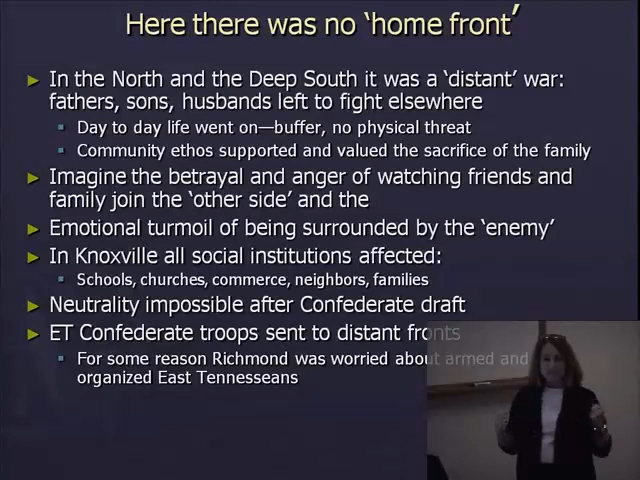 Here there was no ‘home front’
In the North and the Deep South it was a ‘distant’ war:
fathers, sons, husbands left to fight elsewhere
Day to day life went on—buffer, no physical threat
Community ethos supported and valued the sacrifice of the family
Imagine the betrayal and anger of watching friends and
family join the ‘other side’ and the
Emotional turmoil of being surrounded by the ‘enemy’
In Knoxville all social institutions affected:
Schools, churches, commerce, neighbors, families
Neutrality impossible after Confederate draft
ET Confederate troops sent to distant fronts
For some reason Richmond was worried about armed and
organized East Tennesseans